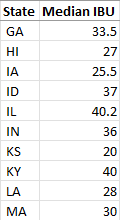 State Median IBU
GA 33.5
HI 27
IA 25.5
ID 37
IL 40.2
IN 36
KS 20
KY 40
LA 28
MA 30